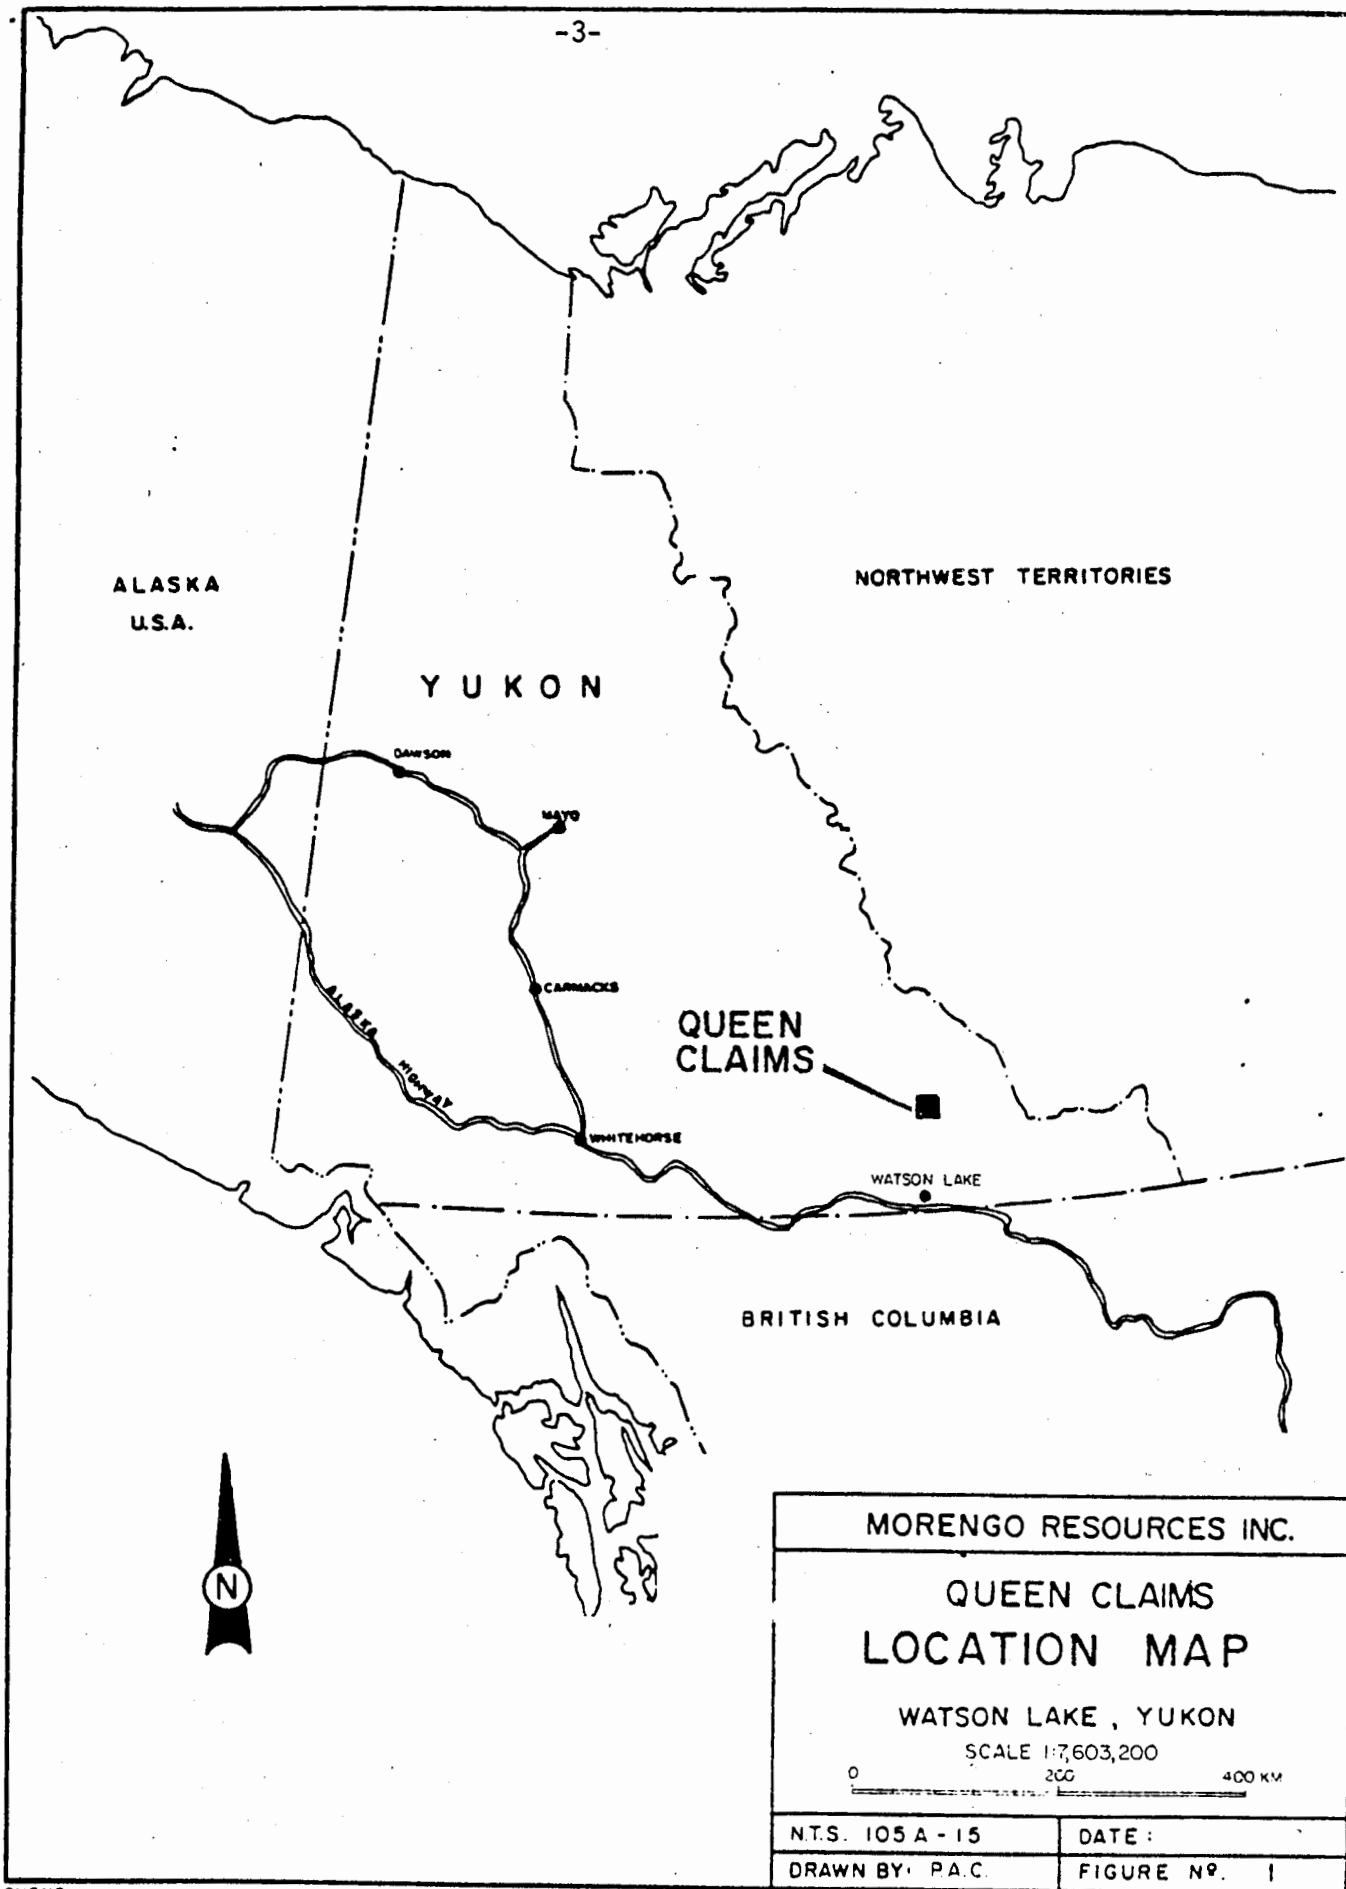 -3-
ALASKA
U.S.A.
NORTHWEST TERRITORIES
YUKON
DAWSON
MAYO
CARMACKS
ALASKA HIGHWAY
QUEEN
CLAIMS
WHITEHORSE
WATSON LAKE
BRITISH COLUMBIA
N
MORENGO RESOURCES INC.
QUEEN CLAIMS
LOCATION MAP
WATSON LAKE, YUKON
SCALE 1:7,603,200
0 200 400 KM
N.T.S. 105 A-15
DATE:
DRAWN BY: P.A.C.
FIGURE Nº. 1